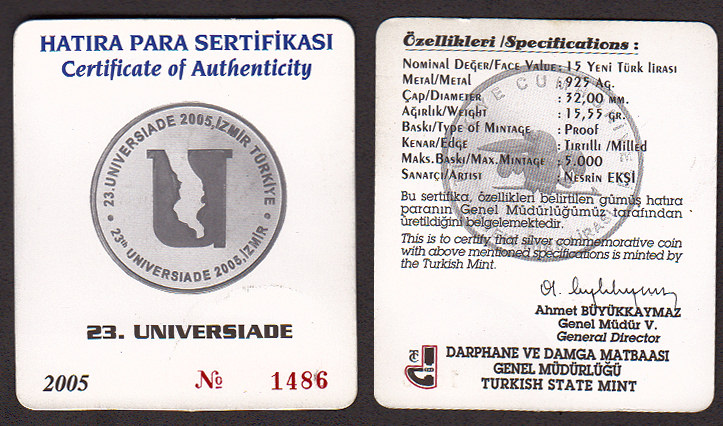 HATIRA PARA SERTİFİKASI
Certificate of Authenticity
23.UNIVERSIADE 2005,İZMİR TÜRKİYE
23th UNIVERSIADE 2005,İZMİR
23. UNIVERSIADE
2005 № 1486
Özellikleri /Specifications :
Nominal Değer/Face Value : 15 Yeni Türk lirası
Metal/Metal : 925 Ag.
Çap/Diameter : 32,00 mm.
Ağırlık/Weight : 15,55 gr.
Baskı/Type of Mintage : Proof
Kenar/Edge : Tırtıllı /Milled
Maks.Baskı/Max.Mintage : 5.000
Sanatçı/Artist : Nesrin EKŞİ
Bu sertifika, özellikleri belirtilen gümüş hatıra
paranın Genel Müdürlüğümüz tarafından
üretildiğini belgelemektedir.
This is to certify that silver commemorative coin
with above mentioned specifications is minted by
the Turkish Mint.
Ahmet BÜYÜKKAYMAZ
Genel Müdür V.
General Director
TC
DARPHANE VE DAMGA MATBAASI
GENEL MÜDÜRLÜĞÜ
TURKISH STATE MINT